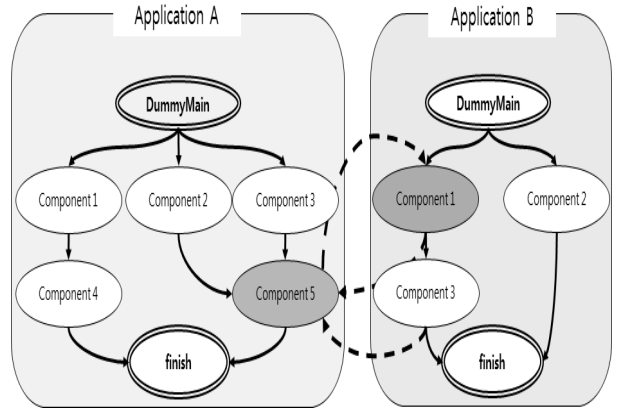 Application A
Application B
DummyMain
DummyMain
Component 1
Component 2
Component 3
Component 1
Component 2
Component 4
Component 5
Component 3
finish
finish